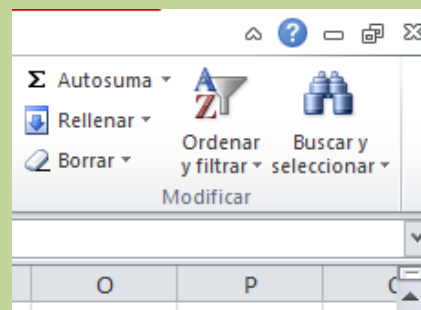 Σ Autosuma
Rellenar
Borrar
A
Z
Ordenar
y filtrar
Buscar y
seleccionar
Modificar
O P